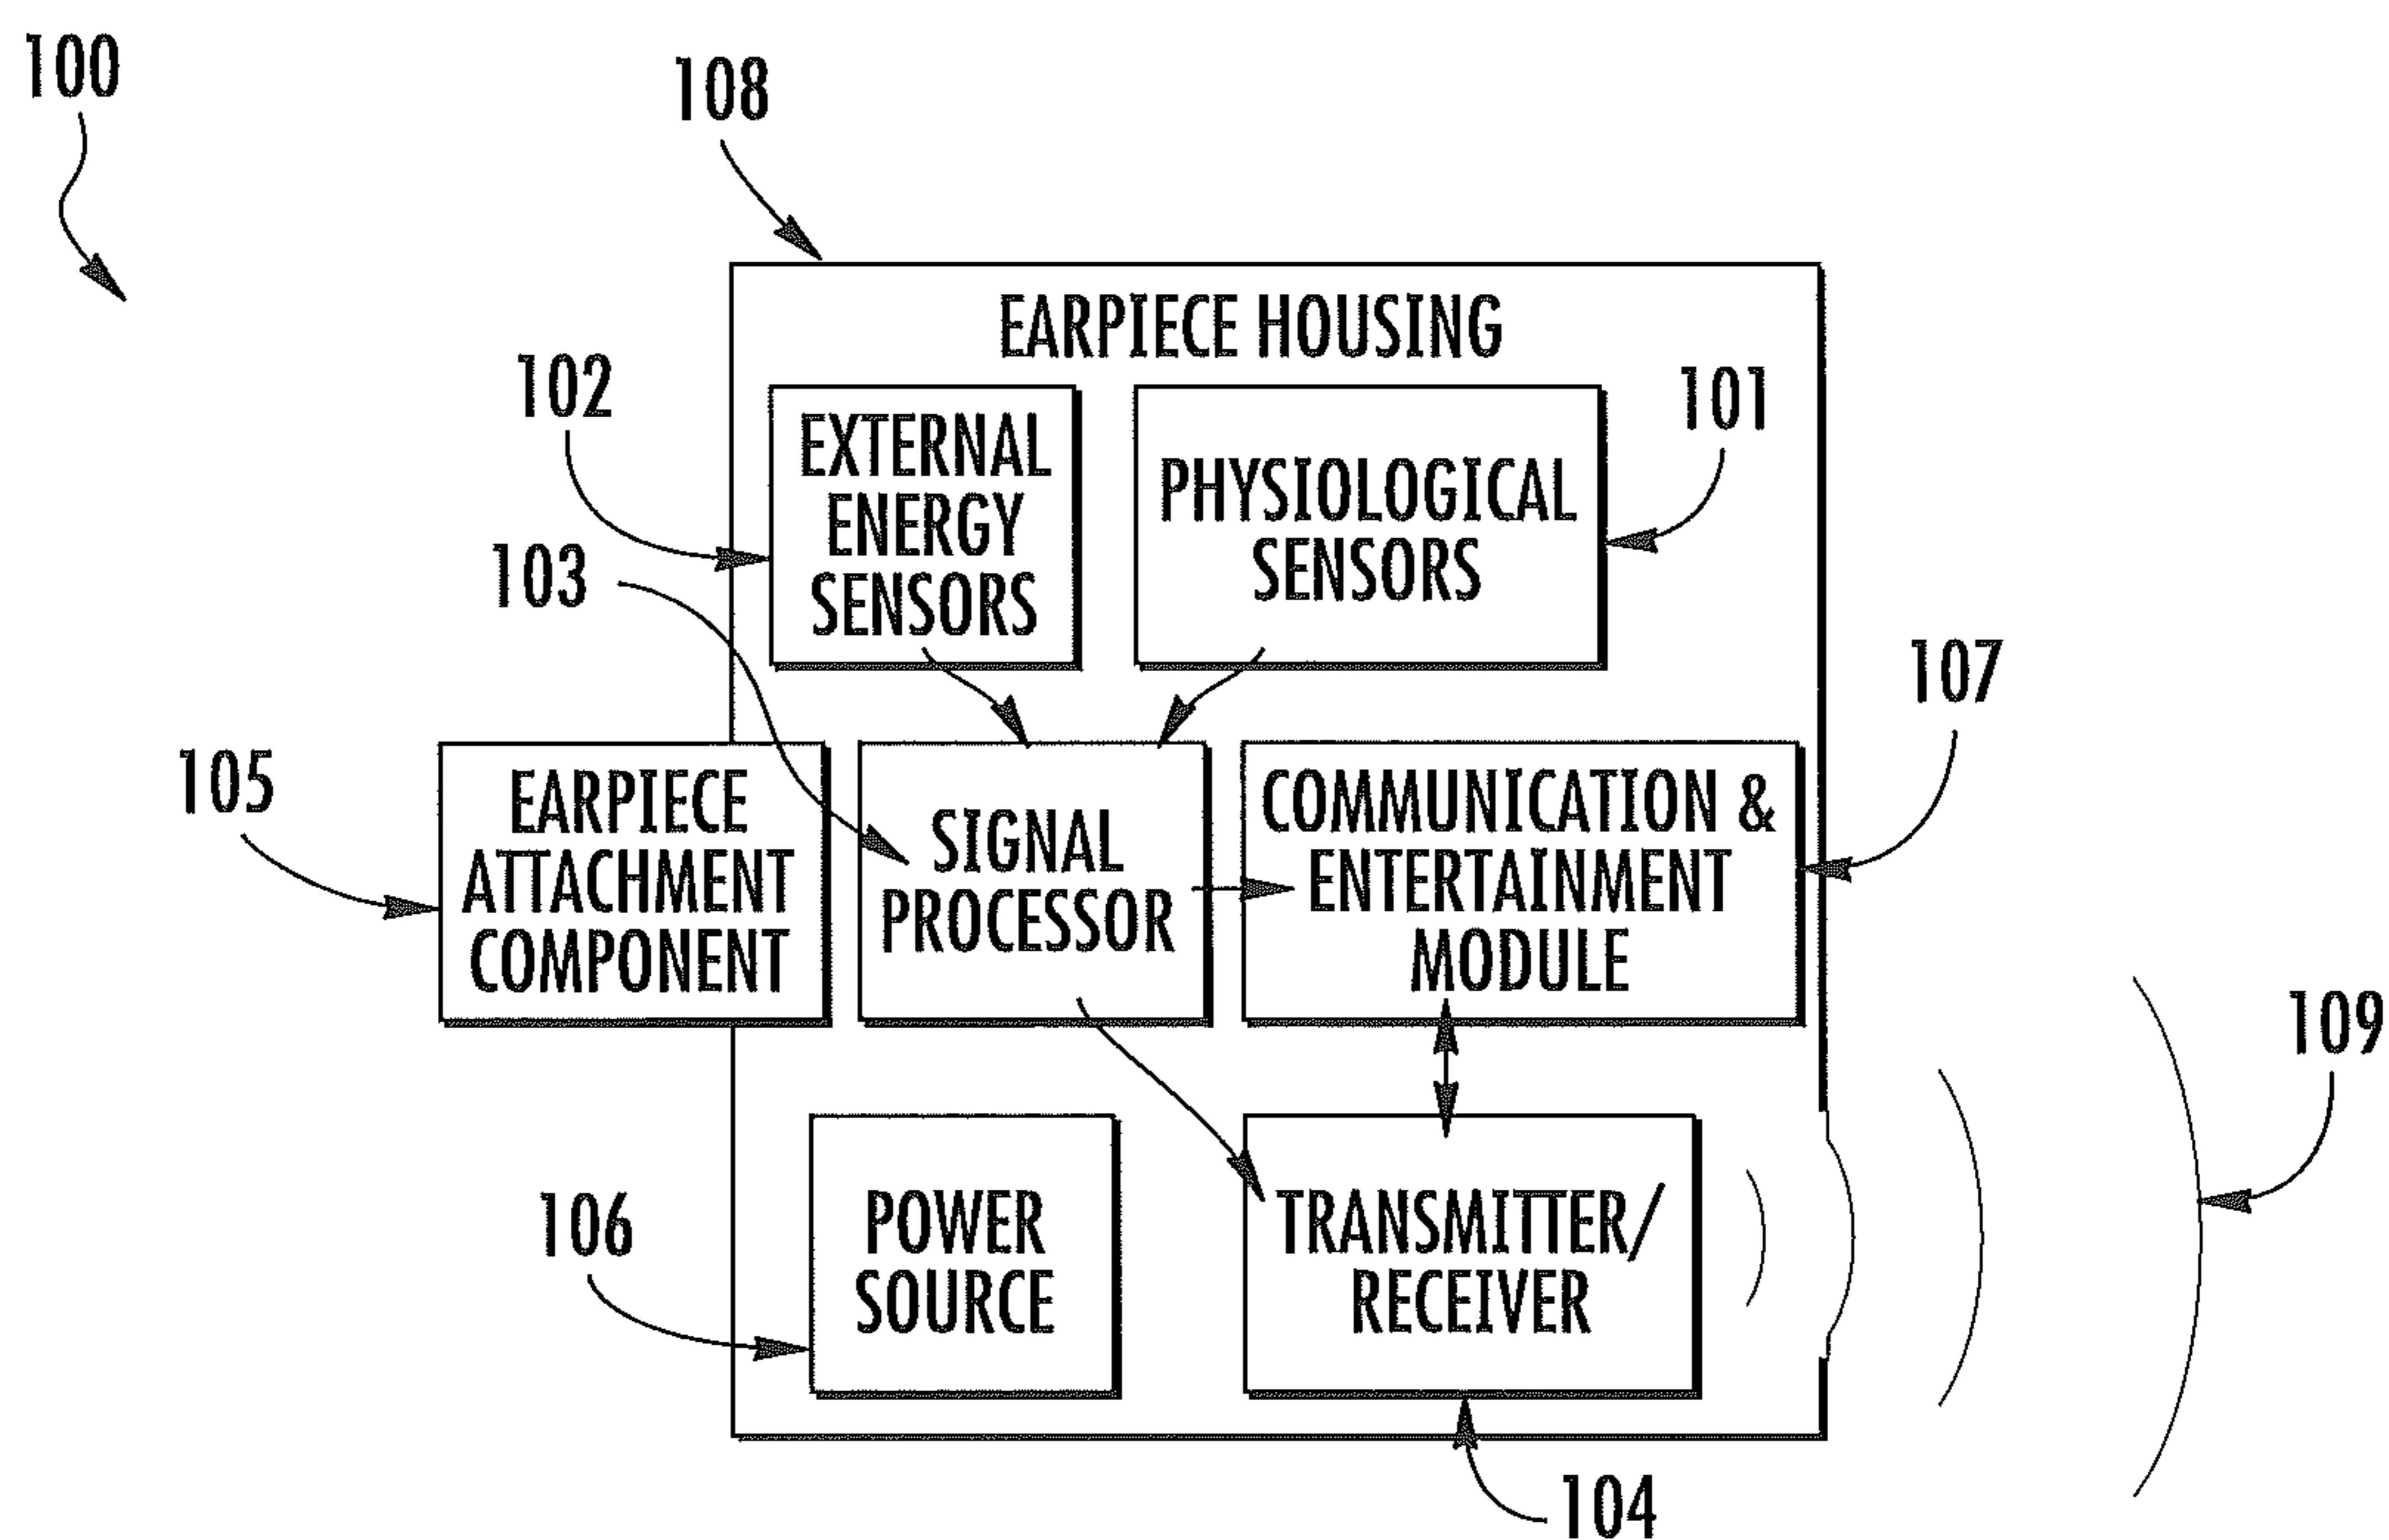 100
108
EARPIECE HOUSING
102
EXTERNAL
ENERGY
SENSORS
PHYSIOLOGICAL
SENSORS
101
103
107
105
EARPIECE
ATTACHMENT
COMPONENT
SIGNAL
PROCESSOR
COMMUNICATION &
ENTERTAINMENT
MODULE
109
106
POWER
SOURCE
TRANSMITTER/
RECEIVER
104